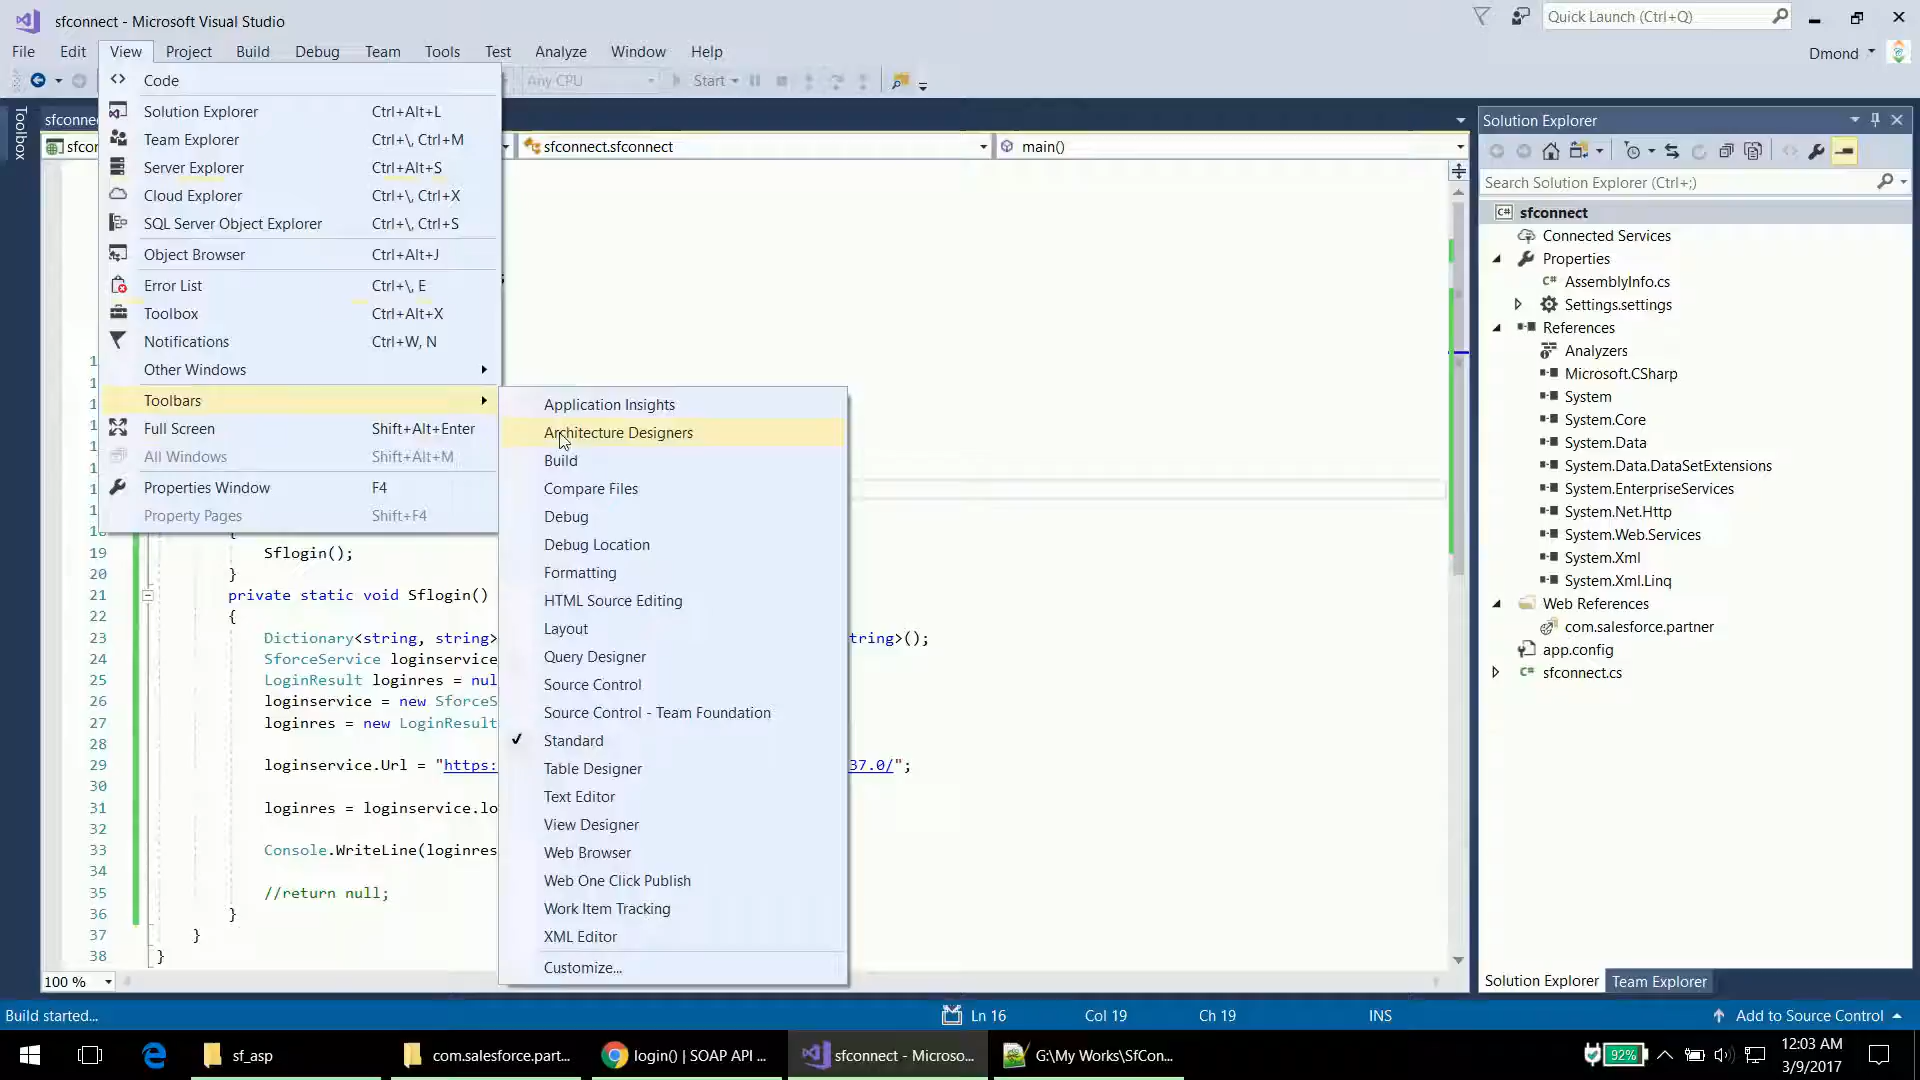 sfconnect - Microsoft Visual Studio
Quick Launch (Ctrl+Q)
File Edit View Project Build Debug Team Tools Test Analyze Window Help
Dmond
Any CPU Start
Code
Solution Explorer Ctrl+Alt+L
Team Explorer Ctrl+\, Ctrl+M
Server Explorer Ctrl+Alt+S
Cloud Explorer Ctrl+\, Ctrl+X
SQL Server Object Explorer Ctrl+\, Ctrl+S
Object Browser Ctrl+Alt+J
Error List Ctrl+\, E
Toolbox Ctrl+Alt+X
Notifications Ctrl+W, N
Other Windows
Toolbars
Full Screen Shift+Alt+Enter
All Windows Shift+Alt+M
Properties Window F4
Property Pages Shift+F4
Application Insights
Architecture Designers
Build
Compare Files
Debug
Debug Location
Formatting
HTML Source Editing
Layout
Query Designer
Source Control
Source Control - Team Foundation
Standard
Table Designer
Text Editor
View Designer
Web Browser
Web One Click Publish
Work Item Tracking
XML Editor
Customize...
Toolbox
sfconne
sfcor
sfconnect.sfconnect
main()
;
18 {
19 Sflogin();
20 }
21 private static void Sflogin()
22 {
23 Dictionary<string, string> tring>();
24 SforceService loginservice
25 LoginResult loginres = nul
26 loginservice = new SforceS
27 loginres = new LoginResult
28
29 loginservice.Url = "https: 37.0/";
30
31 loginres = loginservice.lo
32
33 Console.WriteLine(loginres
34
35 //return null;
36 }
37 }
38 }
100 %
Solution Explorer
Search Solution Explorer (Ctrl+;)
C# sfconnect
Connected Services
Properties
C# AssemblyInfo.cs
Settings.settings
References
Analyzers
Microsoft.CSharp
System
System.Core
System.Data
System.Data.DataSetExtensions
System.EnterpriseServices
System.Net.Http
System.Web.Services
System.Xml
System.Xml.Linq
Web References
com.salesforce.partner
app.config
C# sfconnect.cs
Solution Explorer Team Explorer
Build started... Ln 16 Col 19 Ch 19 INS Add to Source Control
sf_asp
com.salesforce.part...
login() | SOAP API ...
sfconnect - Microso...
G:\My Works\SfCon...
92%
12:03 AM
3/9/2017